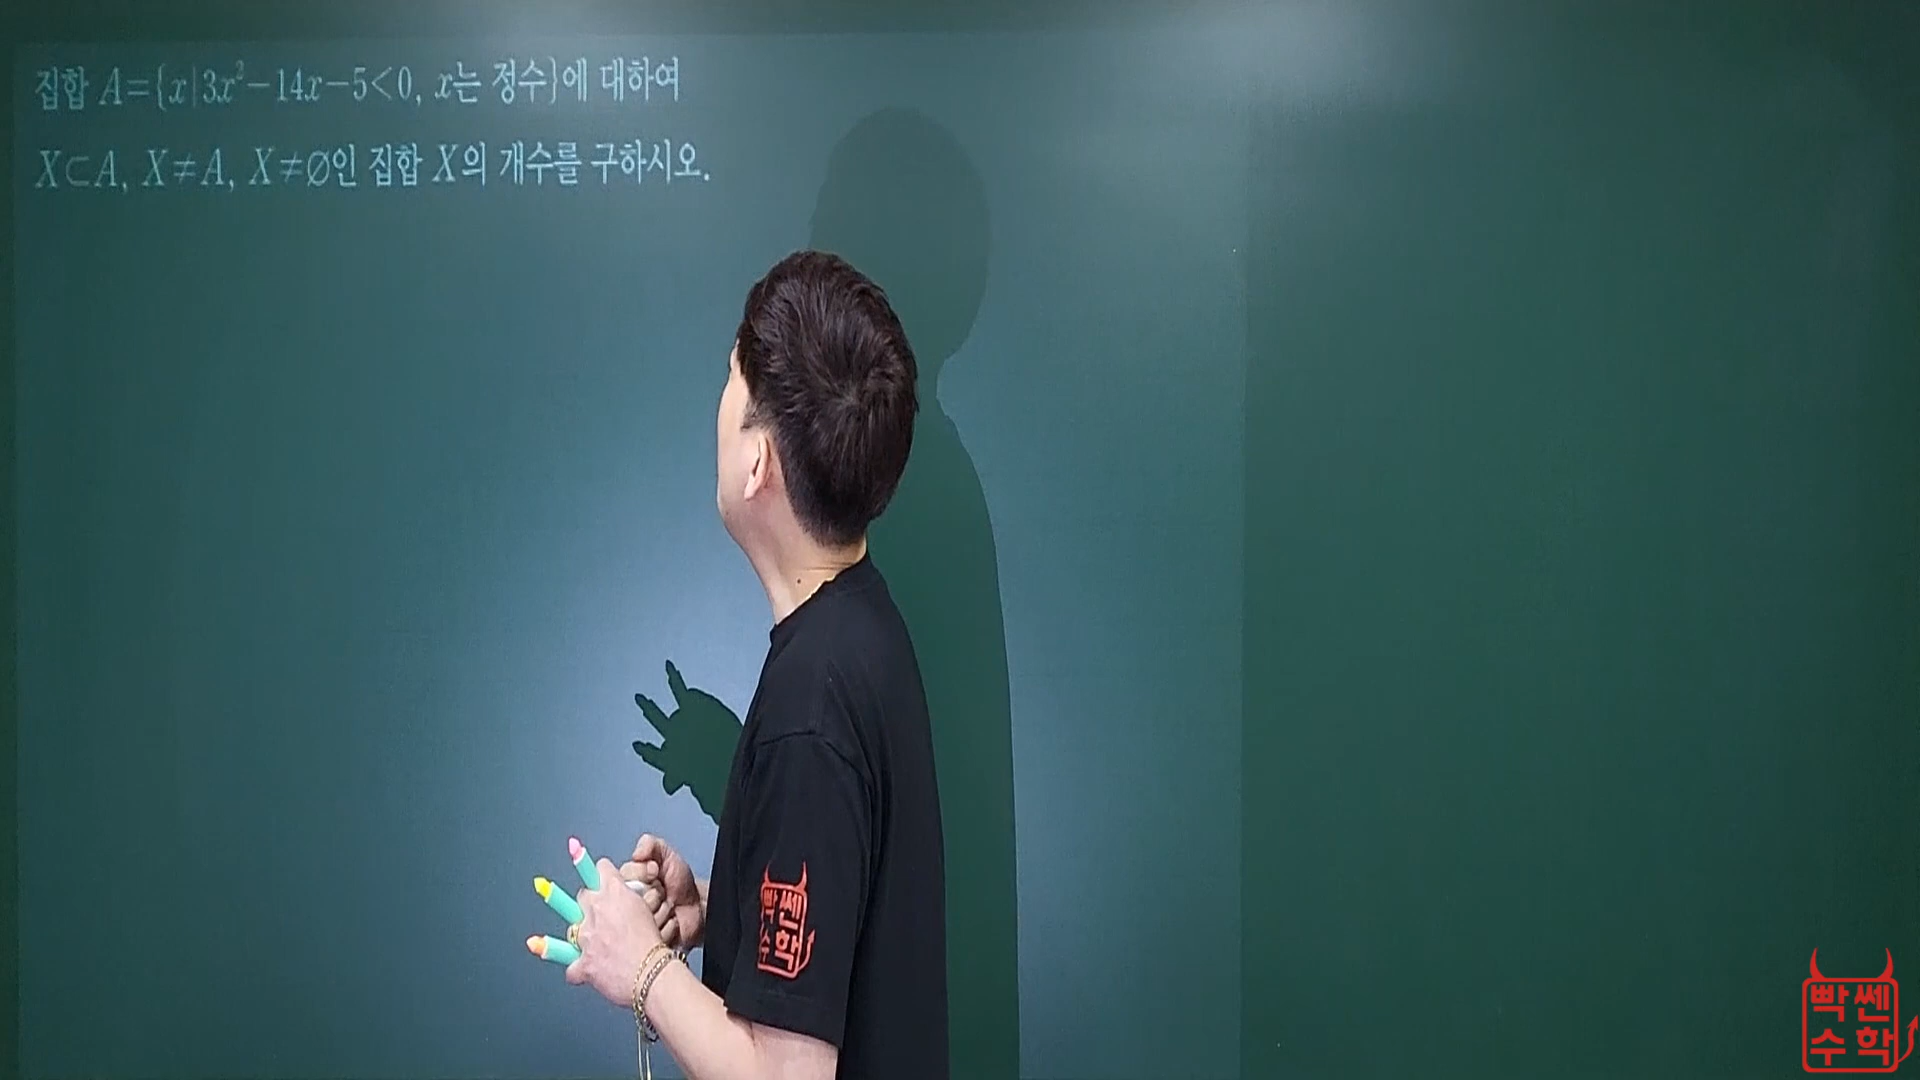 집합 A={x|3x²-14x-5<0, x는 정수}에 대하여
X⊂A, X≠A, X≠∅인 집합 X의 개수를 구하시오.
빡쎈
수학
빡쎈
수학